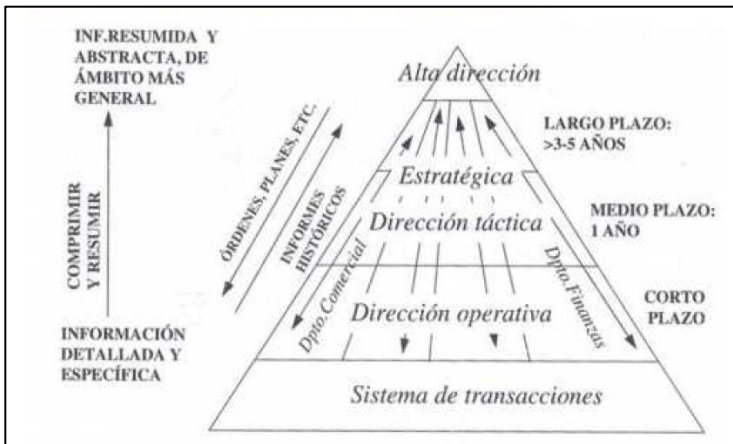 INF.RESUMIDA Y
ABSTRACTA, DE
ÁMBITO MÁS
GENERAL
COMPRIMIR
Y RESUMIR
INFORMACIÓN
DETALLADA Y
ESPECÍFICA
ÓRDENES, PLANES, ETC.
INFORMES
HISTÓRICOS
Alta dirección
Estratégica
Dirección táctica
Dpto.Comercial
Dpto.Finanzas
Dirección operativa
Sistema de transacciones
LARGO PLAZO:
>3-5 AÑOS
MEDIO PLAZO:
1 AÑO
CORTO
PLAZO